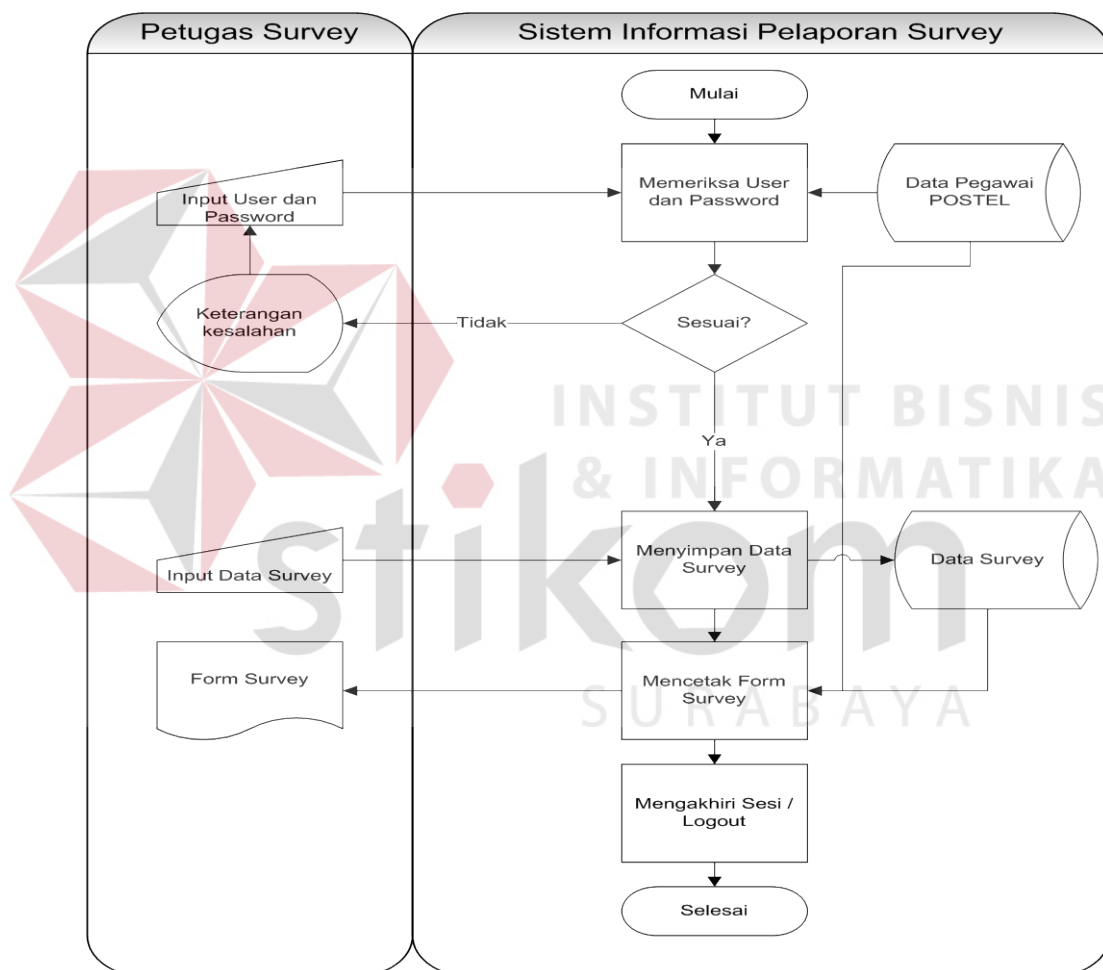 Petugas Survey
Sistem Informasi Pelaporan Survey
Mulai
Input User dan
Password
Memeriksa User
dan Password
Data Pegawai
POSTEL
Keterangan
kesalahan
Tidak
Sesuai?
INSTITUT BISNIS
Ya
& INFORMATIKA
stikom
Input Data Survey
Menyimpan Data
Survey
Data Survey
Form Survey
Mencetak Form
Survey
SURABAYA
Mengakhiri Sesi /
Logout
Selesai